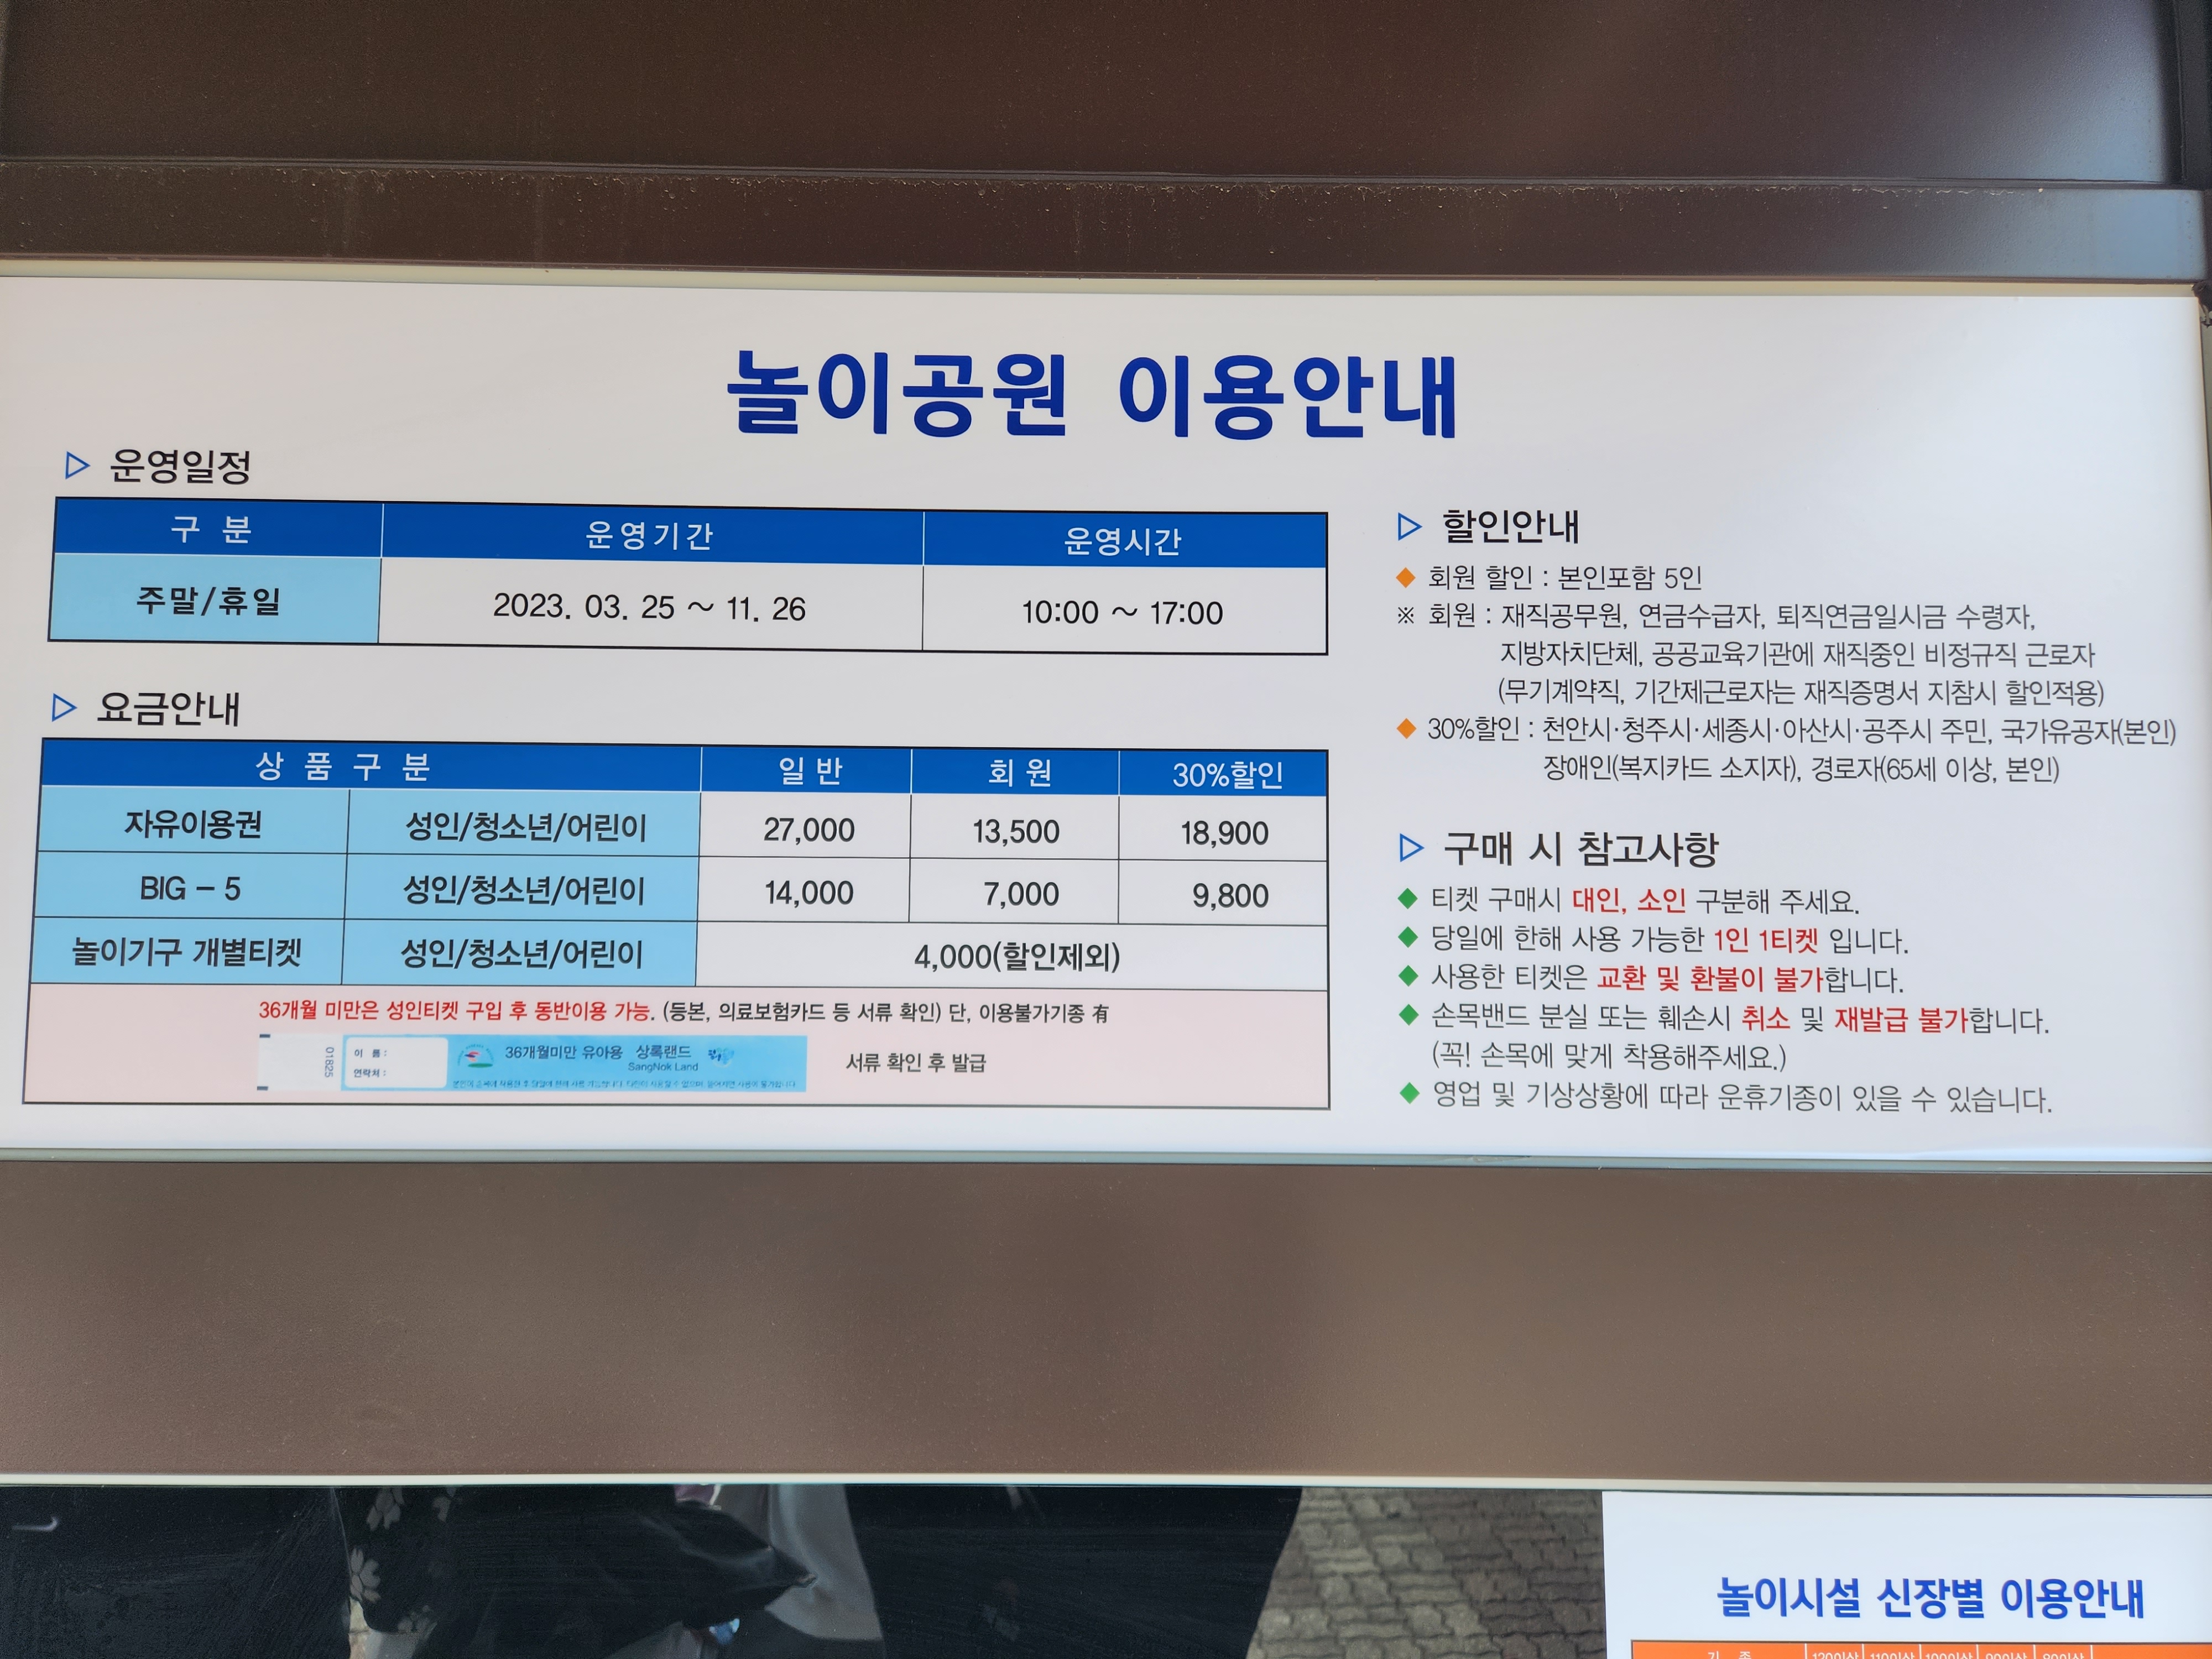 놀이공원 이용안내
▷ 운영일정
구 분 운영기간 운영시간
주말/휴일 2023. 03. 25 ~ 11. 26 10:00 ~ 17:00
▷ 요금안내
상 품 구 분 일 반 회 원 30%할인
자유이용권 성인/청소년/어린이 27,000 13,500 18,900
BIG - 5 성인/청소년/어린이 14,000 7,000 9,800
놀이기구 개별티켓 성인/청소년/어린이 4,000(할인제외)
36개월 미만은 성인티켓 구입 후 동반이용 가능. (등본, 의료보험카드 등 서류 확인) 단, 이용불가기종 有
01825
이 름 :
연락처 :
36개월미만 유아용 상록랜드
SangNok Land
서류 확인 후 발급
▷ 할인안내
◆ 회원 할인 : 본인포함 5인
※ 회원 : 재직공무원, 연금수급자, 퇴직연금일시금 수령자,
지방자치단체, 공공교육기관에 재직중인 비정규직 근로자
(무기계약직, 기간제근로자는 재직증명서 지참시 할인적용)
◆ 30%할인 : 천안시·청주시·세종시·아산시·공주시 주민, 국가유공자(본인)
장애인(복지카드 소지자), 경로자(65세 이상, 본인)
▷ 구매 시 참고사항
◆ 티켓 구매시 대인, 소인 구분해 주세요.
◆ 당일에 한해 사용 가능한 1인 1티켓 입니다.
◆ 사용한 티켓은 교환 및 환불이 불가합니다.
◆ 손목밴드 분실 또는 훼손시 취소 및 재발급 불가합니다.
(꼭! 손목에 맞게 착용해주세요.)
◆ 영업 및 기상상황에 따라 운휴기종이 있을 수 있습니다.
놀이시설 신장별 이용안내